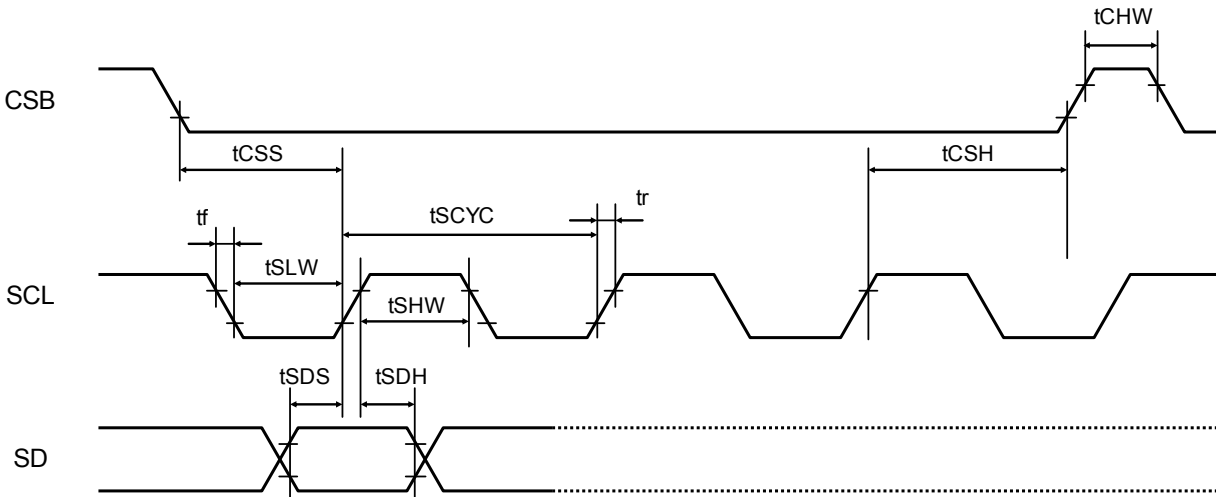 tCHW
CSB
tCSS
tCSH
tf
tSCYC
tr
tSLW
SCL
tSHW
tSDS
tSDH
SD